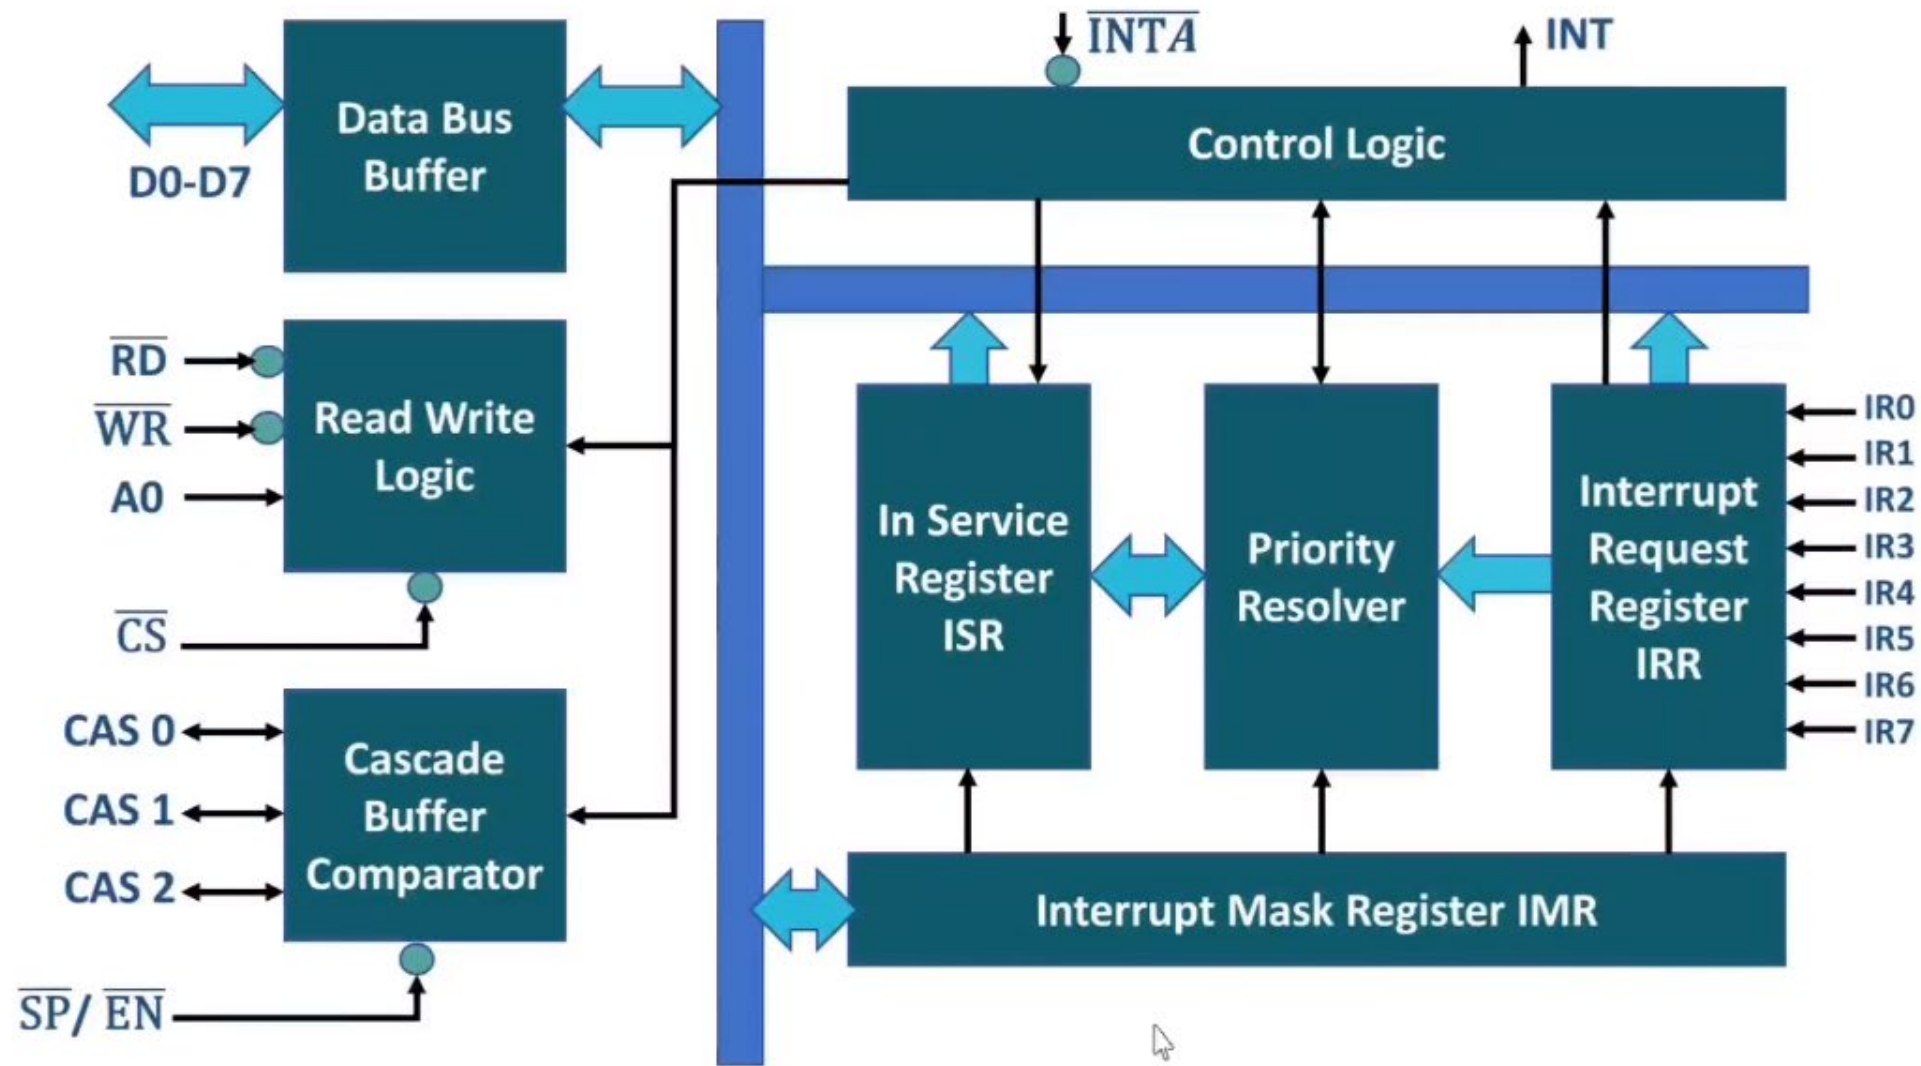 INTA
INT
Data Bus
Buffer
Control Logic
D0-D7
RD
WR
A0
Read Write
Logic
CS
CAS 0
CAS 1
CAS 2
Cascade
Buffer
Comparator
SP/ EN
In Service
Register
ISR
Priority
Resolver
Interrupt
Request
Register
IRR
IR0
IR1
IR2
IR3
IR4
IR5
IR6
IR7
Interrupt Mask Register IMR